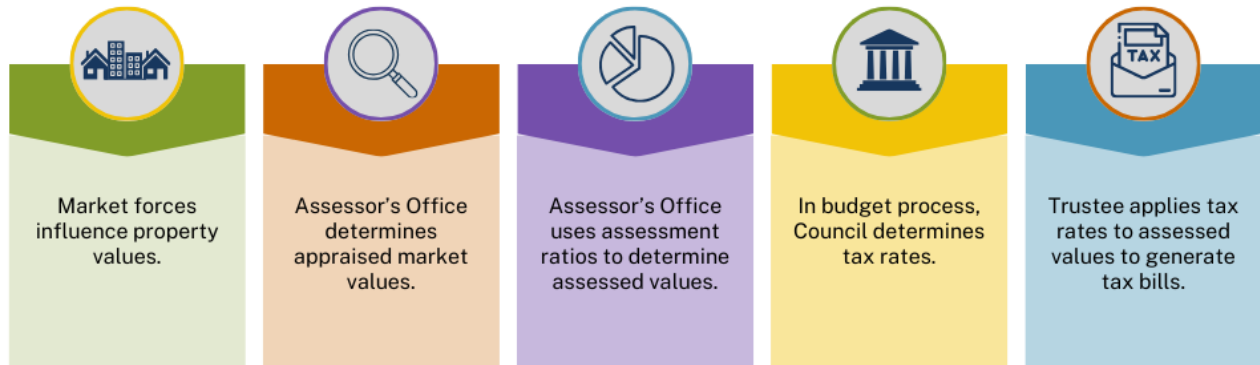 TAX
Market forces
influence property
values.
Assessor's Office
determines
appraised market
values.
Assessor's Office
uses assessment
ratios to determine
assessed values.
In budget process,
Council determines
tax rates.
Trustee applies tax
rates to assessed
values to generate
tax bills.